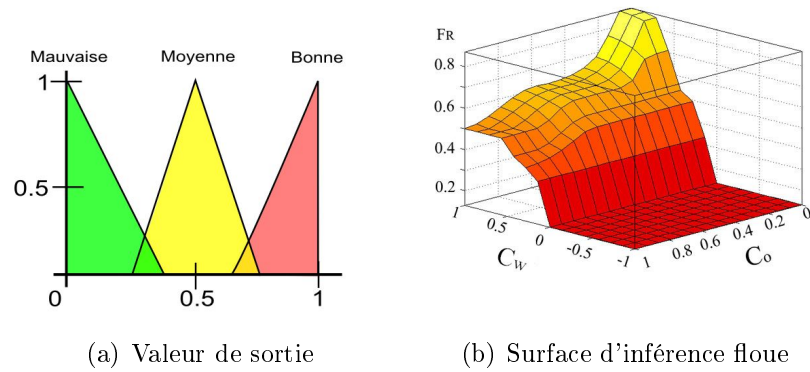 Mauvaise Moyenne Bonne
1
0.5
0 0.5 1
FR
0.8
0.6
0.4
0.2
1 0.5 0 -0.5 -1
CW
1 0.8 0.6 0.4 0.2 0
Co
(a) Valeur de sortie
(b) Surface d'inférence floue